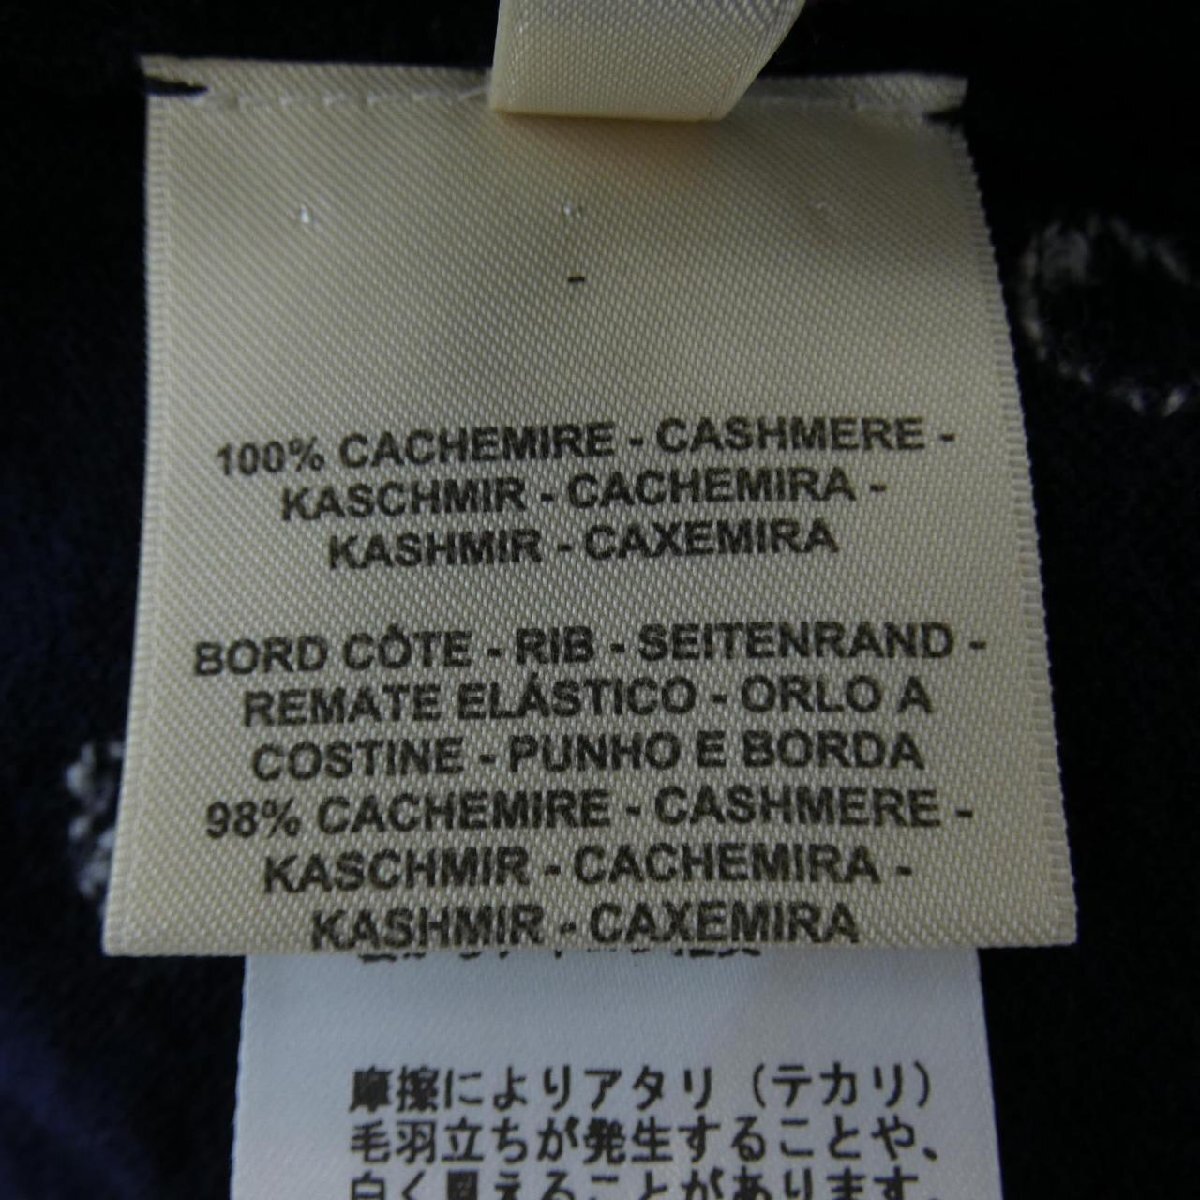 -
100% CACHEMIRE - CASHMERE -
KASCHMIR - CACHEMIRA -
KASHMIR - CAXEMIRA
BORD CÔTE - RIB - SEITENRAND -
REMATE ELÁSTICO - ORLO A
COSTINE - PUNHO E BORDA
98% CACHEMIRE - CASHMERE -
KASCHMIR - CACHEMIRA -
KASHMIR - CAXEMIRA
摩擦によりアタリ（テカリ）
毛羽立ちが発生することや、
白く見えることがあります。